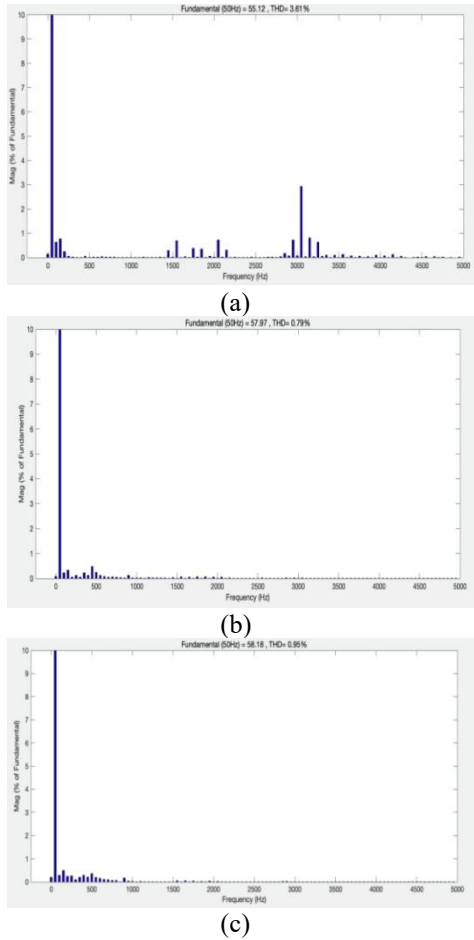 Fundamental (50Hz) = 55.12 , THD= 3.61%
10
9
8
7
6
5
4
3
2
1
0
Mag (% of Fundamental)
0 500 1000 1500 2000 2500 3000 3500 4000 4500 5000
Frequency (Hz)
(a)
Fundamental (50Hz) = 57.97 , THD= 0.79%
10
9
8
7
6
5
4
3
2
1
0
Mag (% of Fundamental)
0 500 1000 1500 2000 2500 3000 3500 4000 4500 5000
Frequency (Hz)
(b)
Fundamental (50Hz) = 58.18 , THD= 0.95%
10
9
8
7
6
5
4
3
2
1
0
Mag (% of Fundamental)
0 500 1000 1500 2000 2500 3000 3500 4000 4500 5000
Frequency (Hz)
(c)